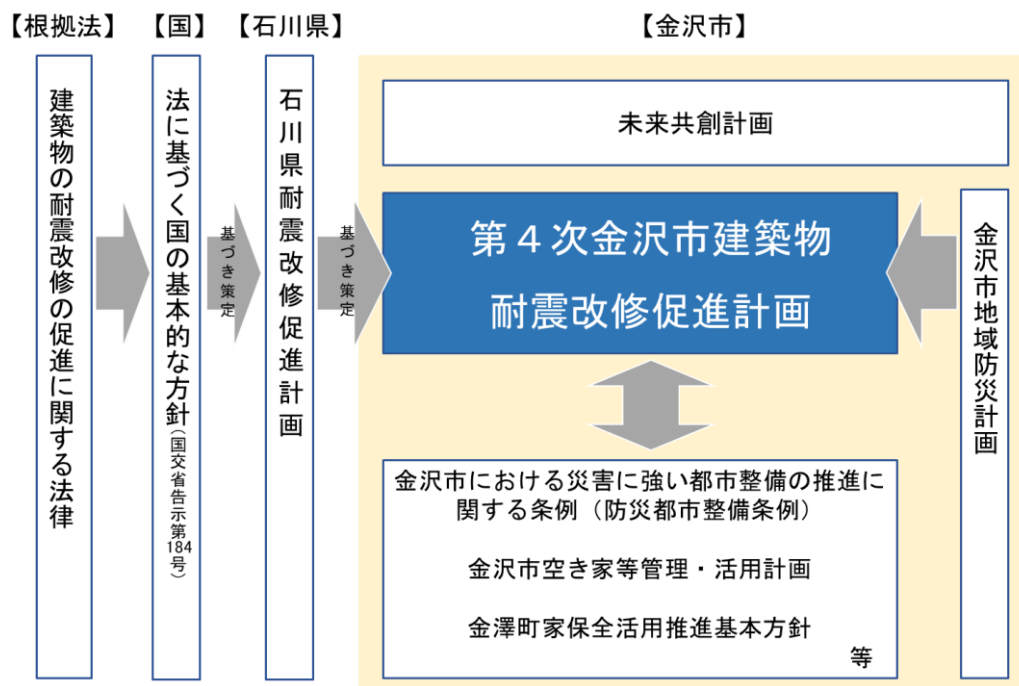 【根拠法】
【国】
【石川県】
【金沢市】
建築物の耐震改修の促進に関する法律
法に基づく国の基本的な方針（国交省告示第184号）
基づき策定
石川県耐震改修促進計画
基づき策定
未来共創計画
第４次金沢市建築物
耐震改修促進計画
金沢市地域防災計画
金沢市における災害に強い都市整備の推進に
関する条例（防災都市整備条例）
金沢市空き家等管理・活用計画
金澤町家保全活用推進基本方針
等